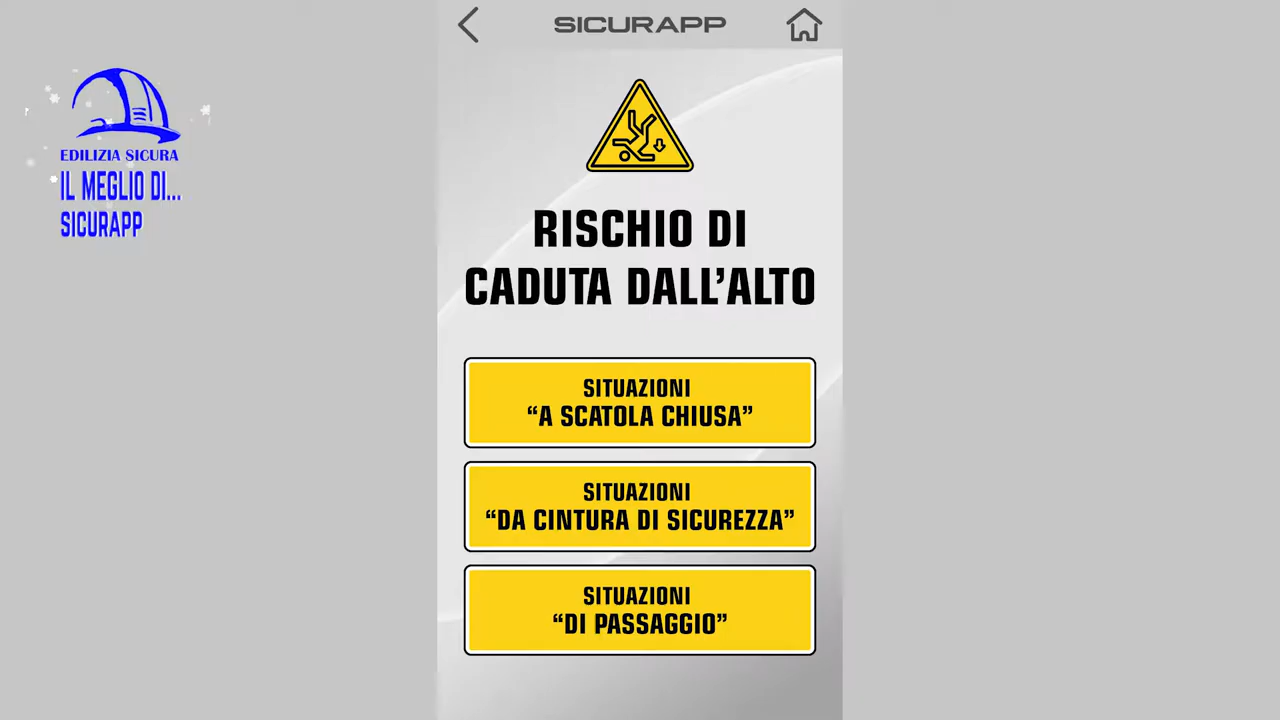 SICURAPP
EDILIZIA SICURA
IL MEGLIO DI...
SICURAPP
RISCHIO DI
CADUTA DALL’ALTO
SITUAZIONI
“A SCATOLA CHIUSA”
SITUAZIONI
“DA CINTURA DI SICUREZZA”
SITUAZIONI
“DI PASSAGGIO”